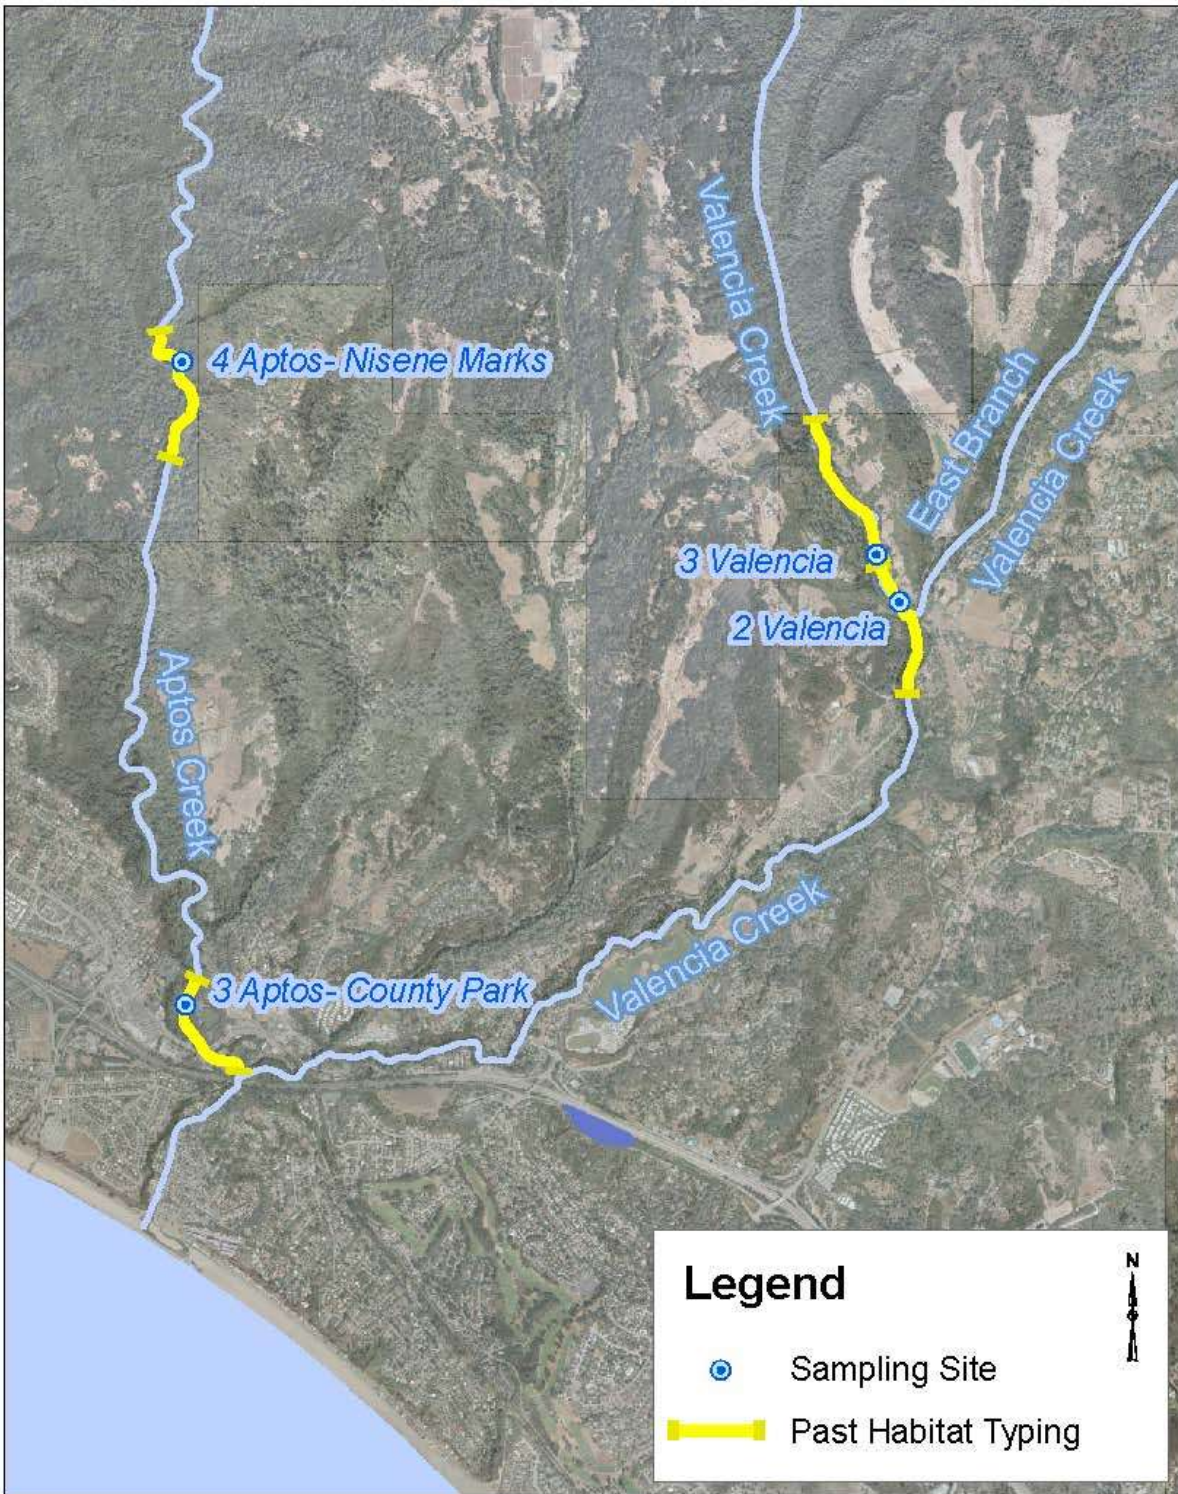 Valencia Creek
4 Aptos- Nisene Marks
East Branch
Valencia Creek
3 Valencia
2 Valencia
Aptos Creek
Valencia Creek
3 Aptos- County Park
Legend
N
Sampling Site
Past Habitat Typing